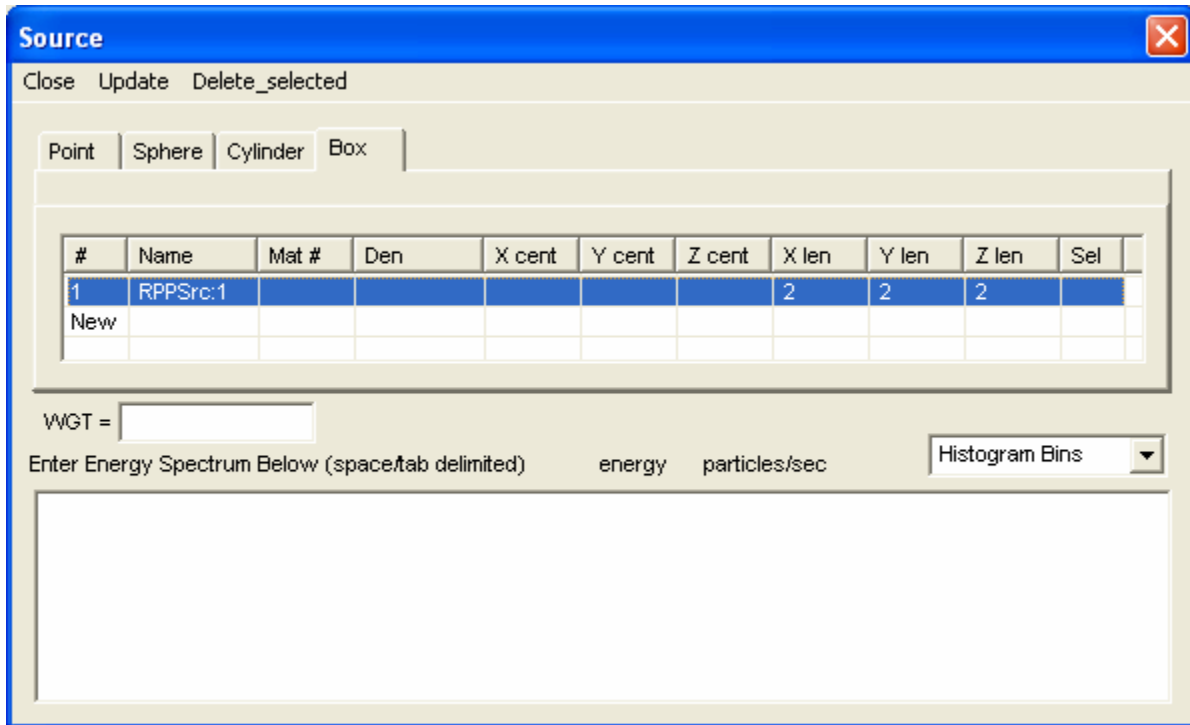 Source
Close Update Delete_selected
Point Sphere Cylinder Box
# Name Mat # Den X cent Y cent Z cent X len Y len Z len Sel
1 RPPSrc:1 2 2 2
New
WGT =
Enter Energy Spectrum Below (space/tab delimited) energy particles/sec Histogram Bins